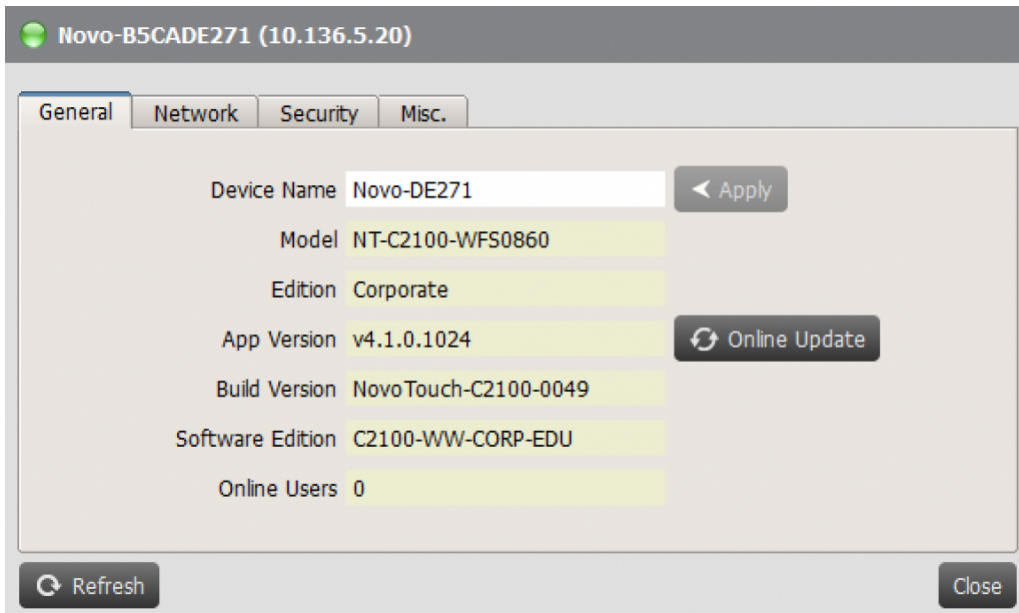 Novo-B5CADE271 (10.136.5.20)
General Network Security Misc.
Device Name Novo-DE271 Apply
Model NT-C2100-WFS0860
Edition Corporate
App Version v4.1.0.1024 Online Update
Build Version NovoTouch-C2100-0049
Software Edition C2100-WW-CORP-EDU
Online Users 0
Refresh Close